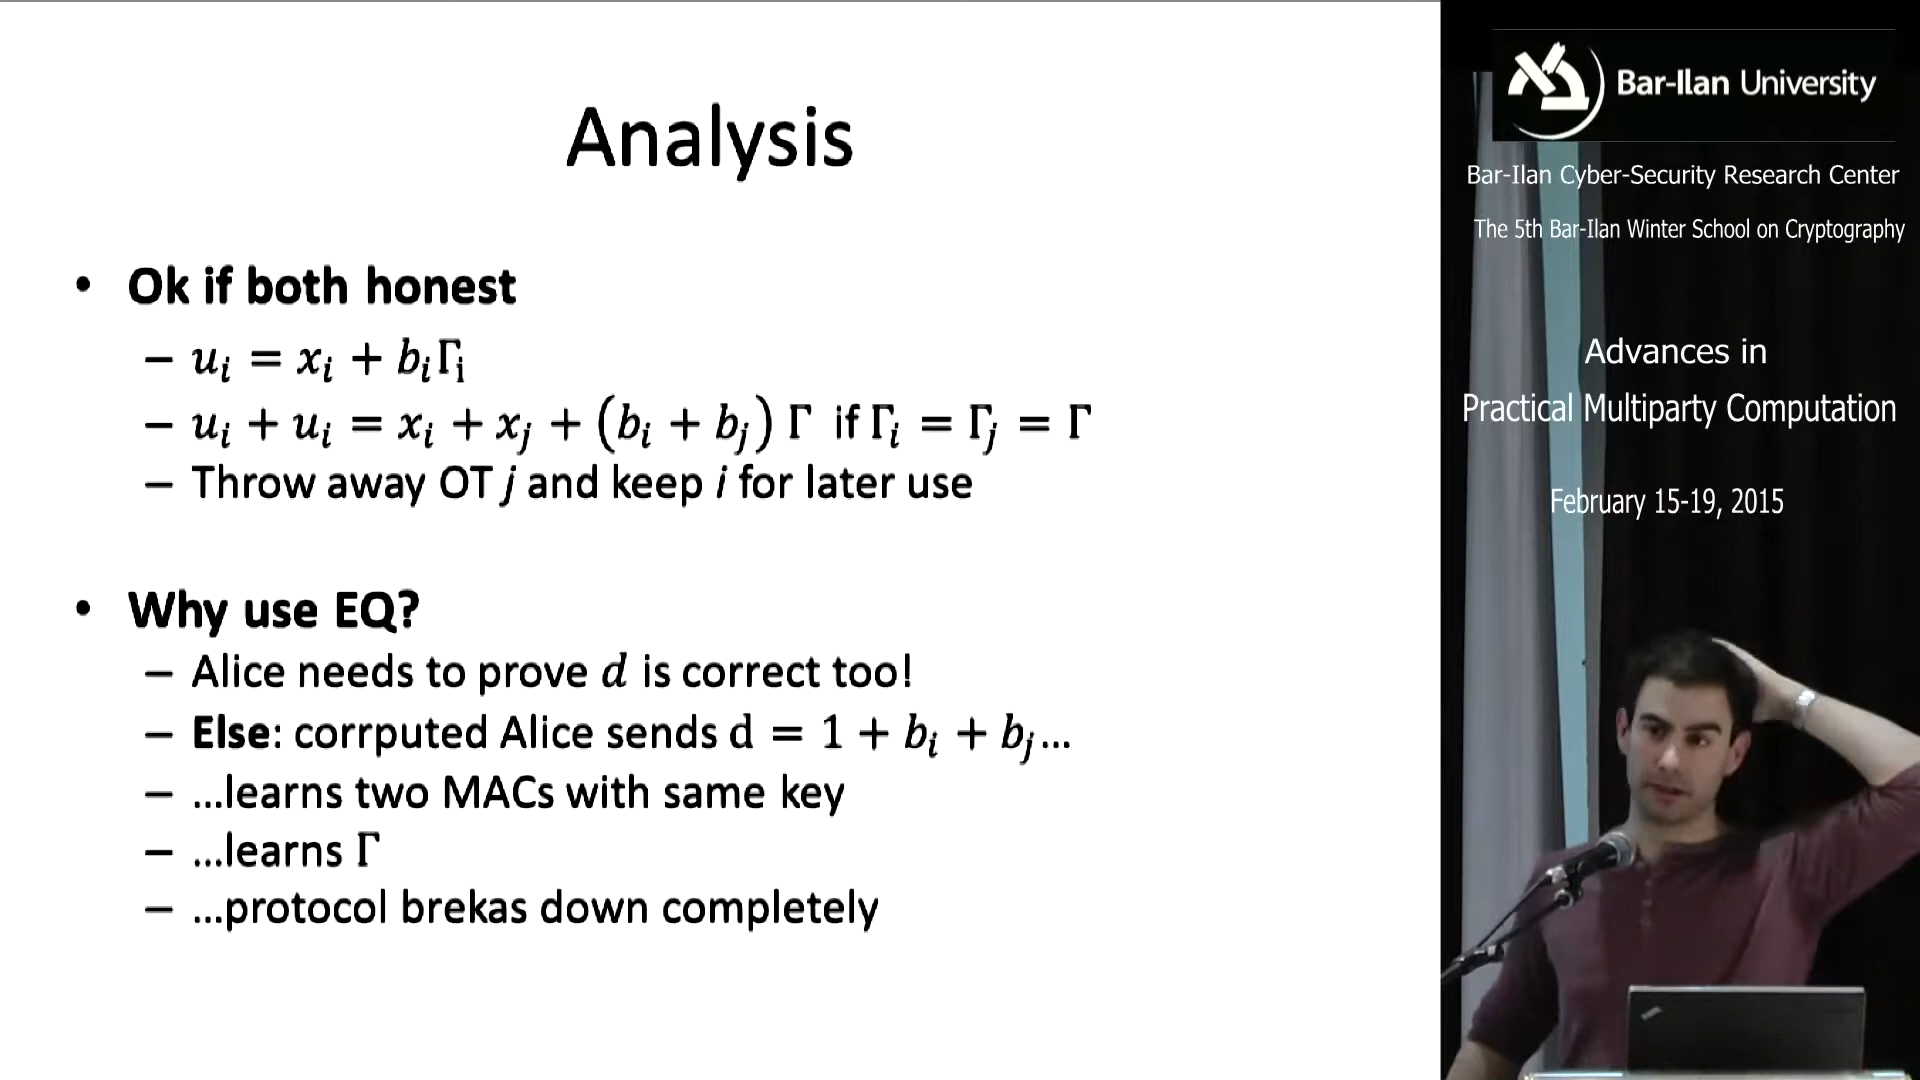 Analysis
• Ok if both honest
– uᵢ = xᵢ + bᵢΓᵢ
– uᵢ + uᵢ = xᵢ + xⱼ + (bᵢ + bⱼ) Γ if Γᵢ = Γⱼ = Γ
– Throw away OT j and keep i for later use
• Why use EQ?
– Alice needs to prove d is correct too!
– Else: corrputed Alice sends d = 1 + bᵢ + bⱼ...
– ...learns two MACs with same key
– ...learns Γ
– ...protocol brekas down completely
Bar-Ilan University
Bar-Ilan Cyber-Security Research Center
The 5th Bar-Ilan Winter School on Cryptography
Advances in
Practical Multiparty Computation
February 15-19, 2015